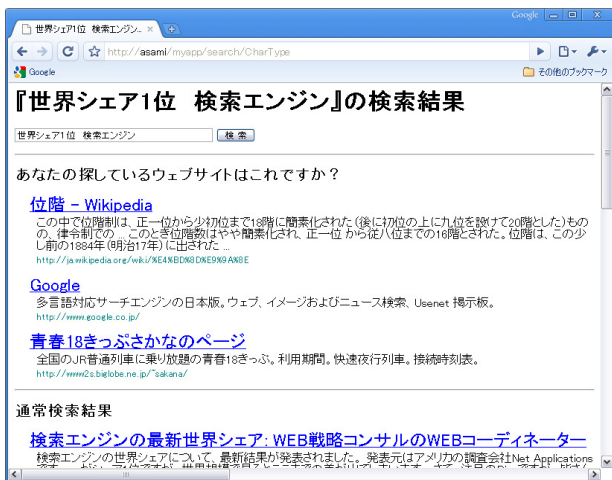 Google
世界シェア1位 検索エンジン...
http://asami/myapp/search/CharType
Google
その他のブックマーク
『世界シェア1位 検索エンジン』の検索結果
世界シェア1位 検索エンジン
検索
あなたの探しているウェブサイトはこれですか？
位階 - Wikipedia
この中で位階制は、正一位から少初位まで18階に簡素化された（後に初位の上に九位を設けて20階とした）もの
の、律令制での ... このとき位階数はやや簡素化され、正一位 から従八位までの16階とされた。位階は、この少
し前の1884年（明治17年）に出された ...
http://ja.wikipedia.org/wiki/%E4%BD%8D%E9%9A%8E
Google
多言語対応サーチエンジンの日本版。ウェブ、イメージおよびニュース検索、Usenet 掲示板。
http://www.google.co.jp/
青春18きっぷさかなのページ
全国のJR普通列車に乗り放題の青春18きっぷ。利用期間。快速夜行列車。接続時刻表。
http://www2s.biglobe.ne.jp/~sakana/
通常検索結果
検索エンジンの最新世界シェア: WEB戦略コンサルのWEBコーディネーター
検索エンジンの世界シェアについて、最新結果が発表されました。 発表元はアメリカの調査会社Net Applications